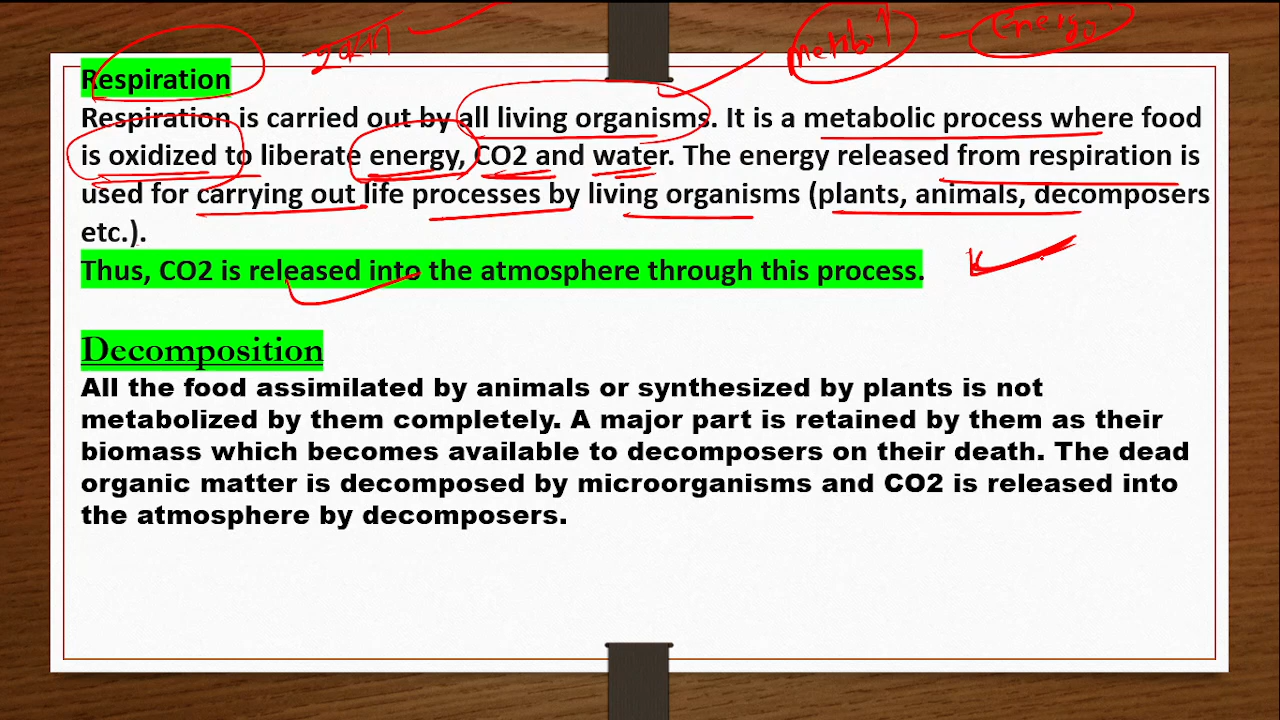 metbol
Energy
श्वसन
Respiration
Respiration is carried out by all living organisms. It is a metabolic process where food
is oxidized to liberate energy, CO2 and water. The energy released from respiration is
used for carrying out life processes by living organisms (plants, animals, decomposers
etc.).
Thus, CO2 is released into the atmosphere through this process.
Decomposition
All the food assimilated by animals or synthesized by plants is not
metabolized by them completely. A major part is retained by them as their
biomass which becomes available to decomposers on their death. The dead
organic matter is decomposed by microorganisms and CO2 is released into
the atmosphere by decomposers.